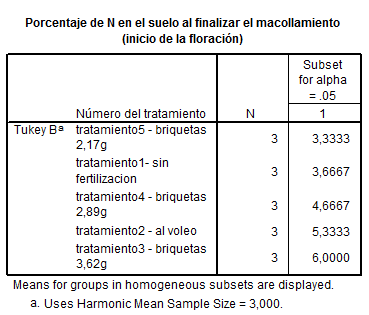 Porcentaje de N en el suelo al finalizar el macollamiento
(inicio de la floración)
Subset
for alpha
= .05
Número del tratamiento N 1
Tukey Bª tratamiento5 - briquetas
2,17g 3 3,3333
tratamiento1- sin
fertilizacion 3 3,6667
tratamiento4 - briquetas
2,89g 3 4,6667
tratamiento2 - al voleo 3 5,3333
tratamiento3 - briquetas
3,62g 3 6,0000
Means for groups in homogeneous subsets are displayed.
a. Uses Harmonic Mean Sample Size = 3,000.